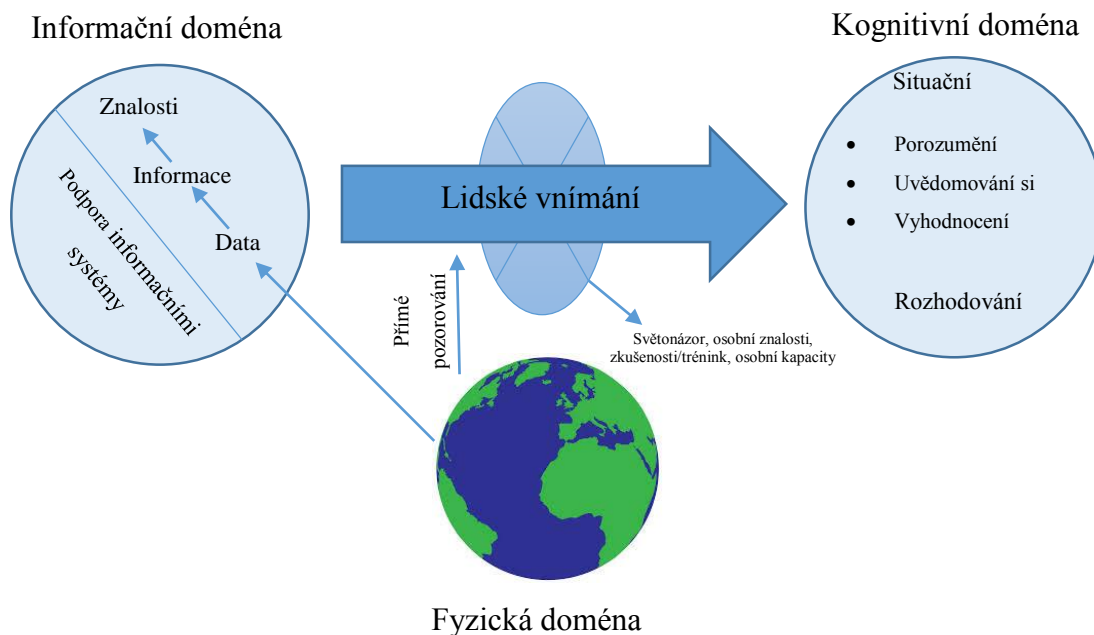 Informační doména
Znalosti
Informace
Data
Podpora informačními
systémy
Lidské vnímání
Přímé
pozorování
Světonázor, osobní znalosti,
zkušenosti/trénink, osobní kapacity
Fyzická doména
Kognitivní doména
Situační
• Porozumění
• Uvědomování si
• Vyhodnocení
Rozhodování